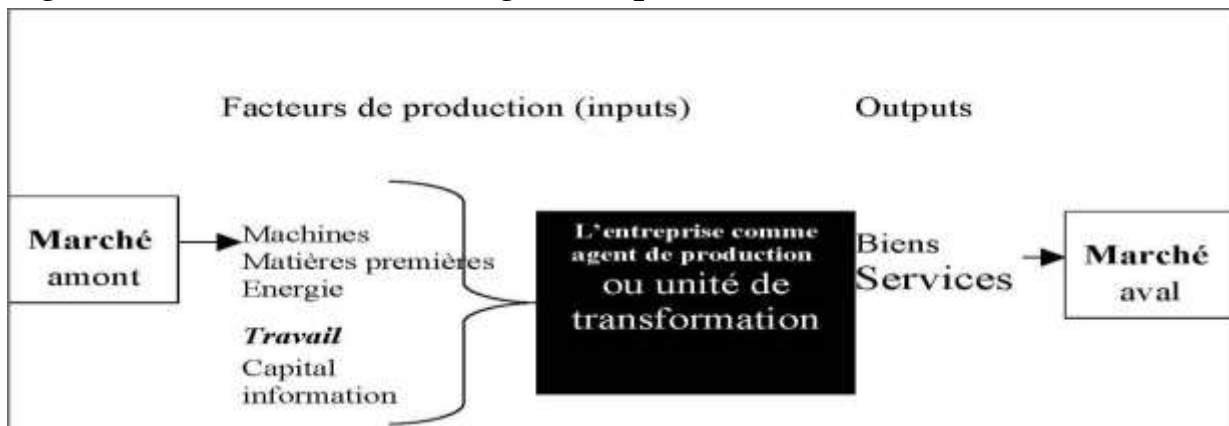 Facteurs de production (inputs)
Outputs
Marché
amont
Machines
Matières premières
Energie
Travail
Capital
information
L'entreprise comme
agent de production
ou unité de
transformation
Biens
Services
Marché
aval